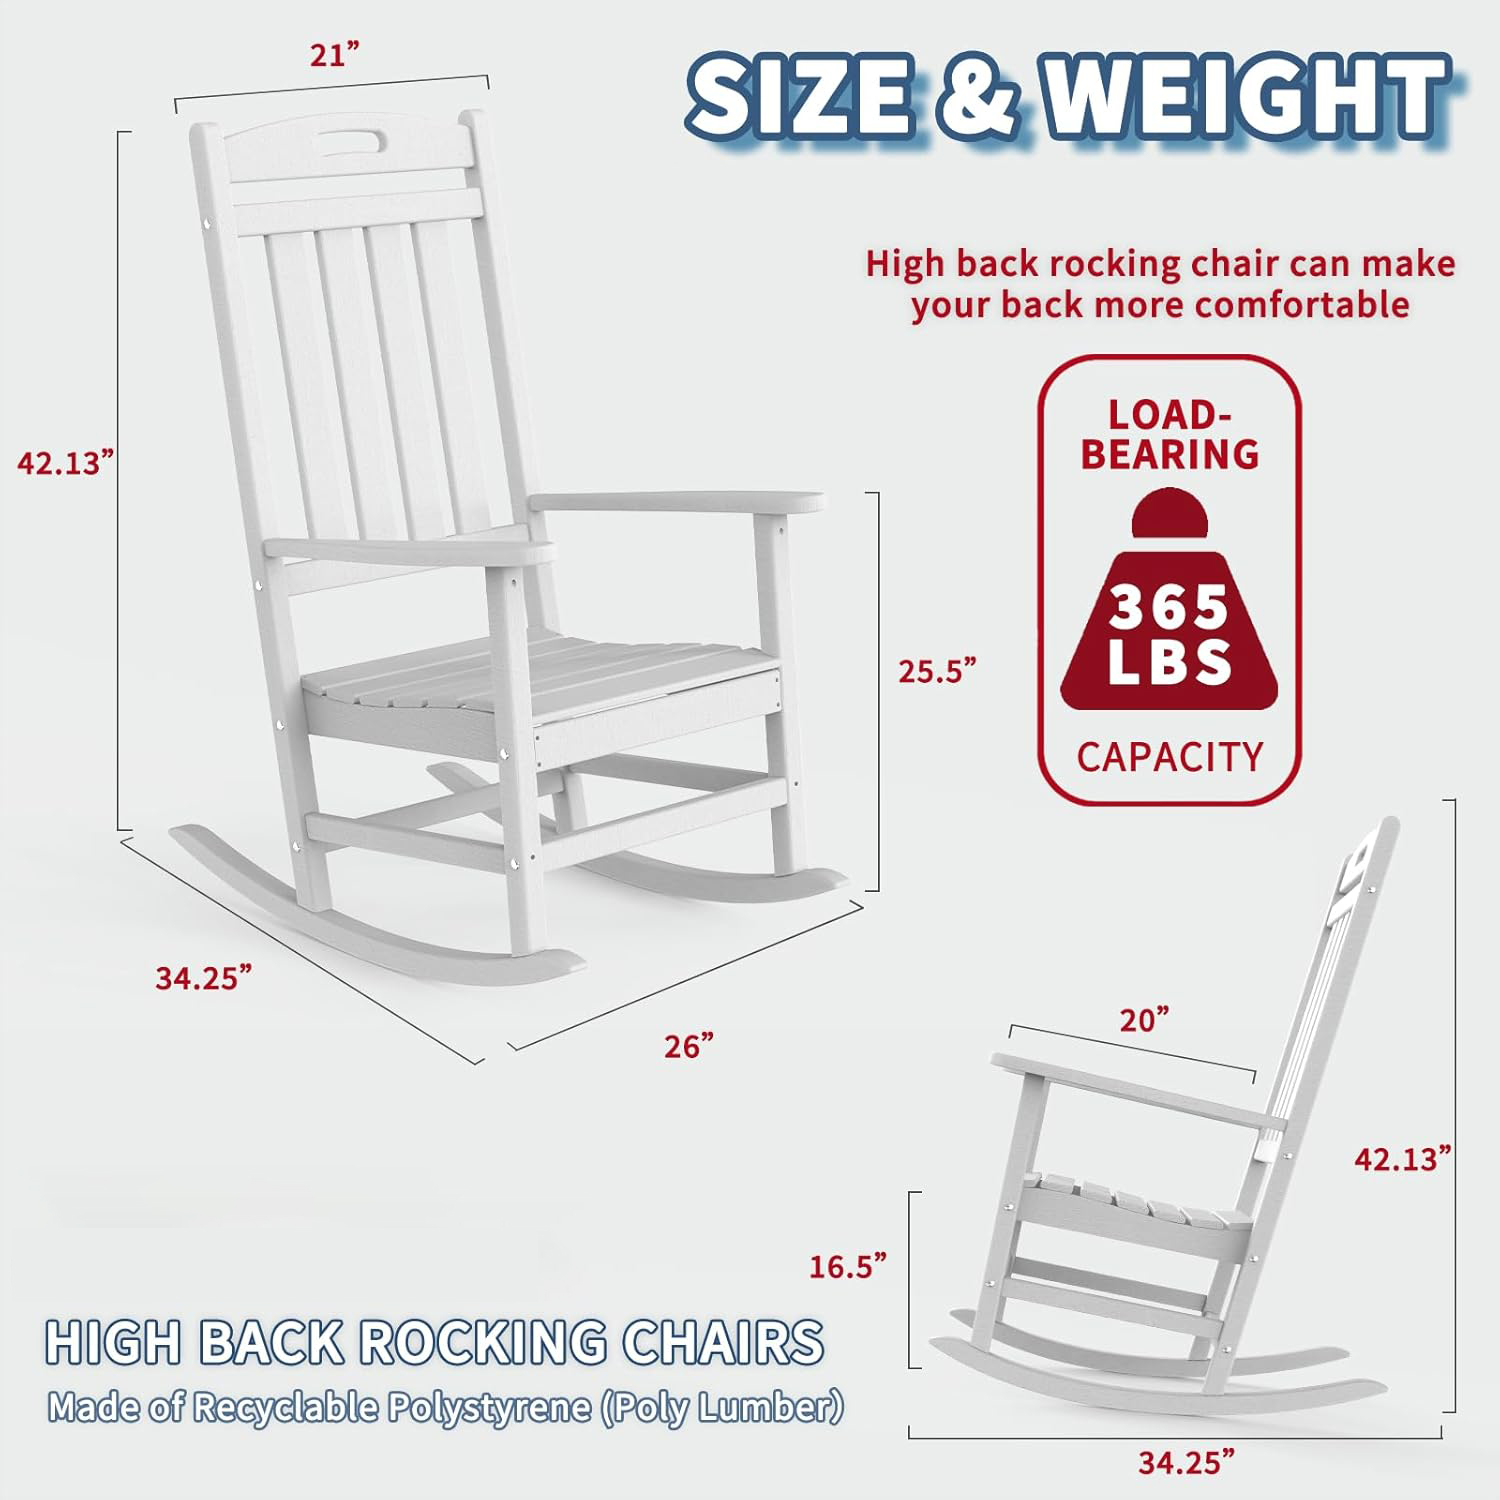 21”
SIZE & WEIGHT
High back rocking chair can make
your back more comfortable
LOAD-
BEARING
365
LBS
CAPACITY
42.13”
25.5”
34.25”
26”
20”
42.13”
16.5”
34.25”
HIGH BACK ROCKING CHAIRS
Made of Recyclable Polystyrene (Poly Lumber)